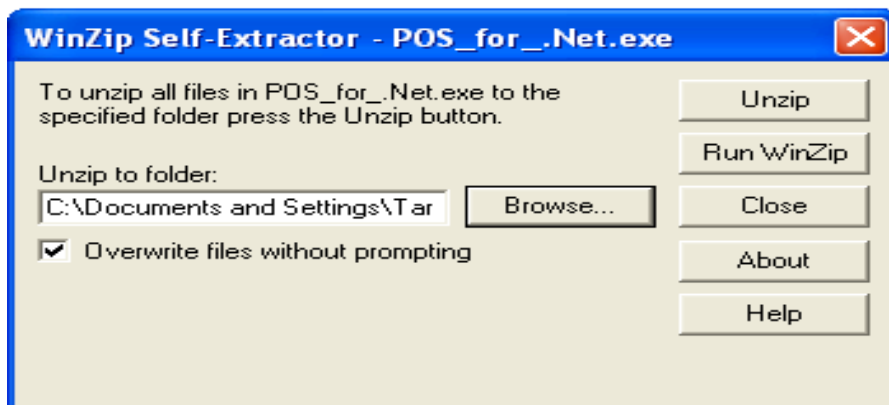 WinZip Self-Extractor - POS_for_.Net.exe
To unzip all files in POS_for_.Net.exe to the
specified folder press the Unzip button.
Unzip to folder:
C:\Documents and Settings\Tar
Browse...
Overwrite files without prompting
Unzip
Run WinZip
Close
About
Help